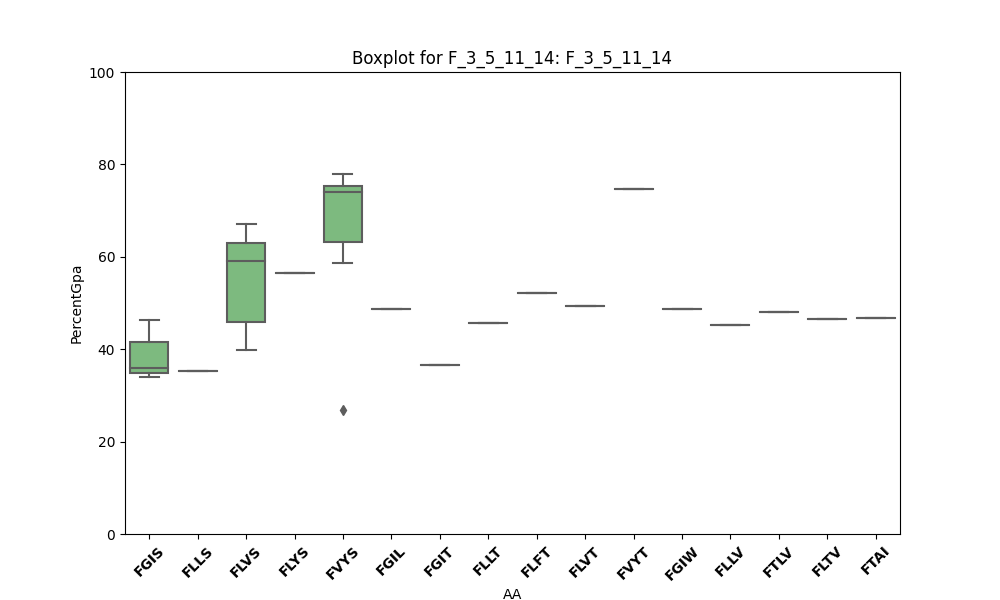 Boxplot for F_3_5_11_14: F_3_5_11_14
100
80
60
40
20
0
PercentGpa
FGIS FLLS FLVS FLYS FVYS FGIL FGIT FLLT FLFT FLVT FVYT FGIW FLLV FTLV FLTV FTAI
AA